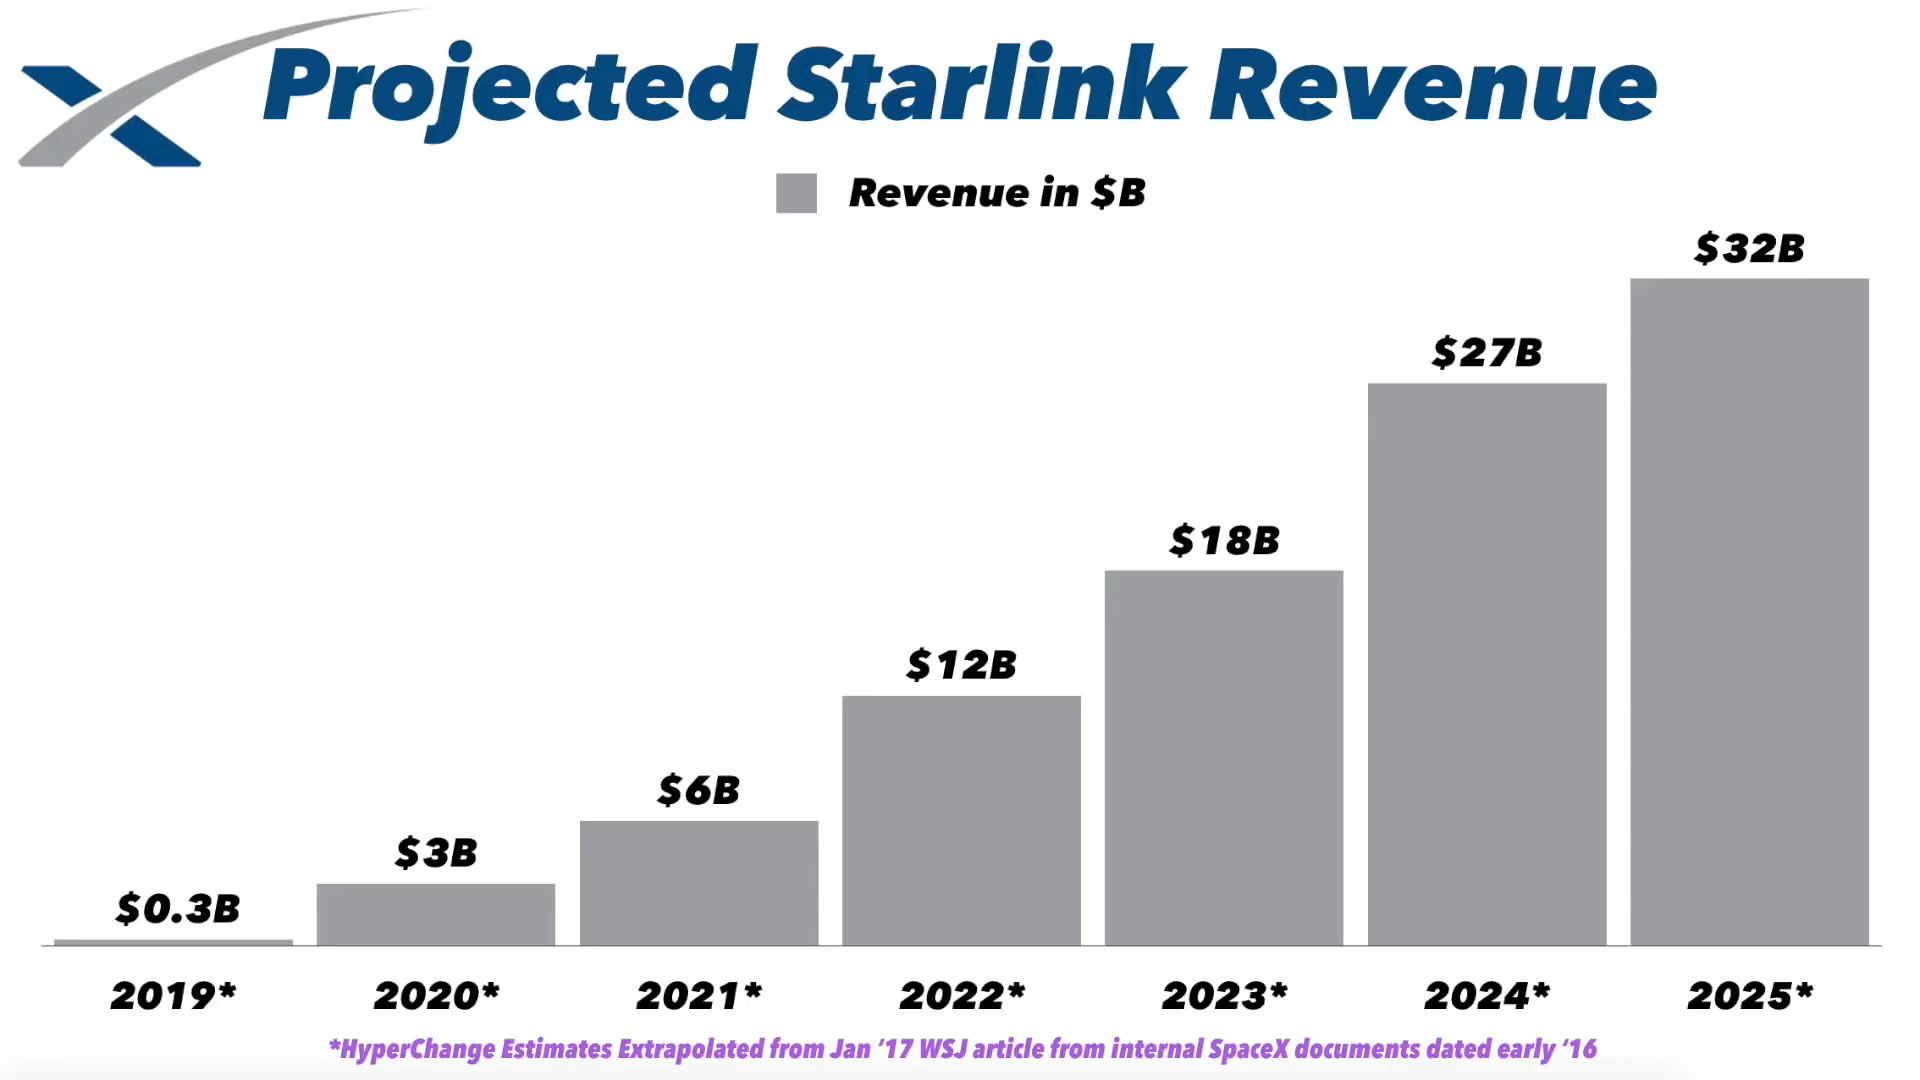 Projected Starlink Revenue
Revenue in $B
$32B
$27B
$18B
$12B
$6B
$3B
$0.3B
2019* 2020* 2021* 2022* 2023* 2024* 2025*
*HyperChange Estimates Extrapolated from Jan ‘17 WSJ article from internal SpaceX documents dated early ‘16